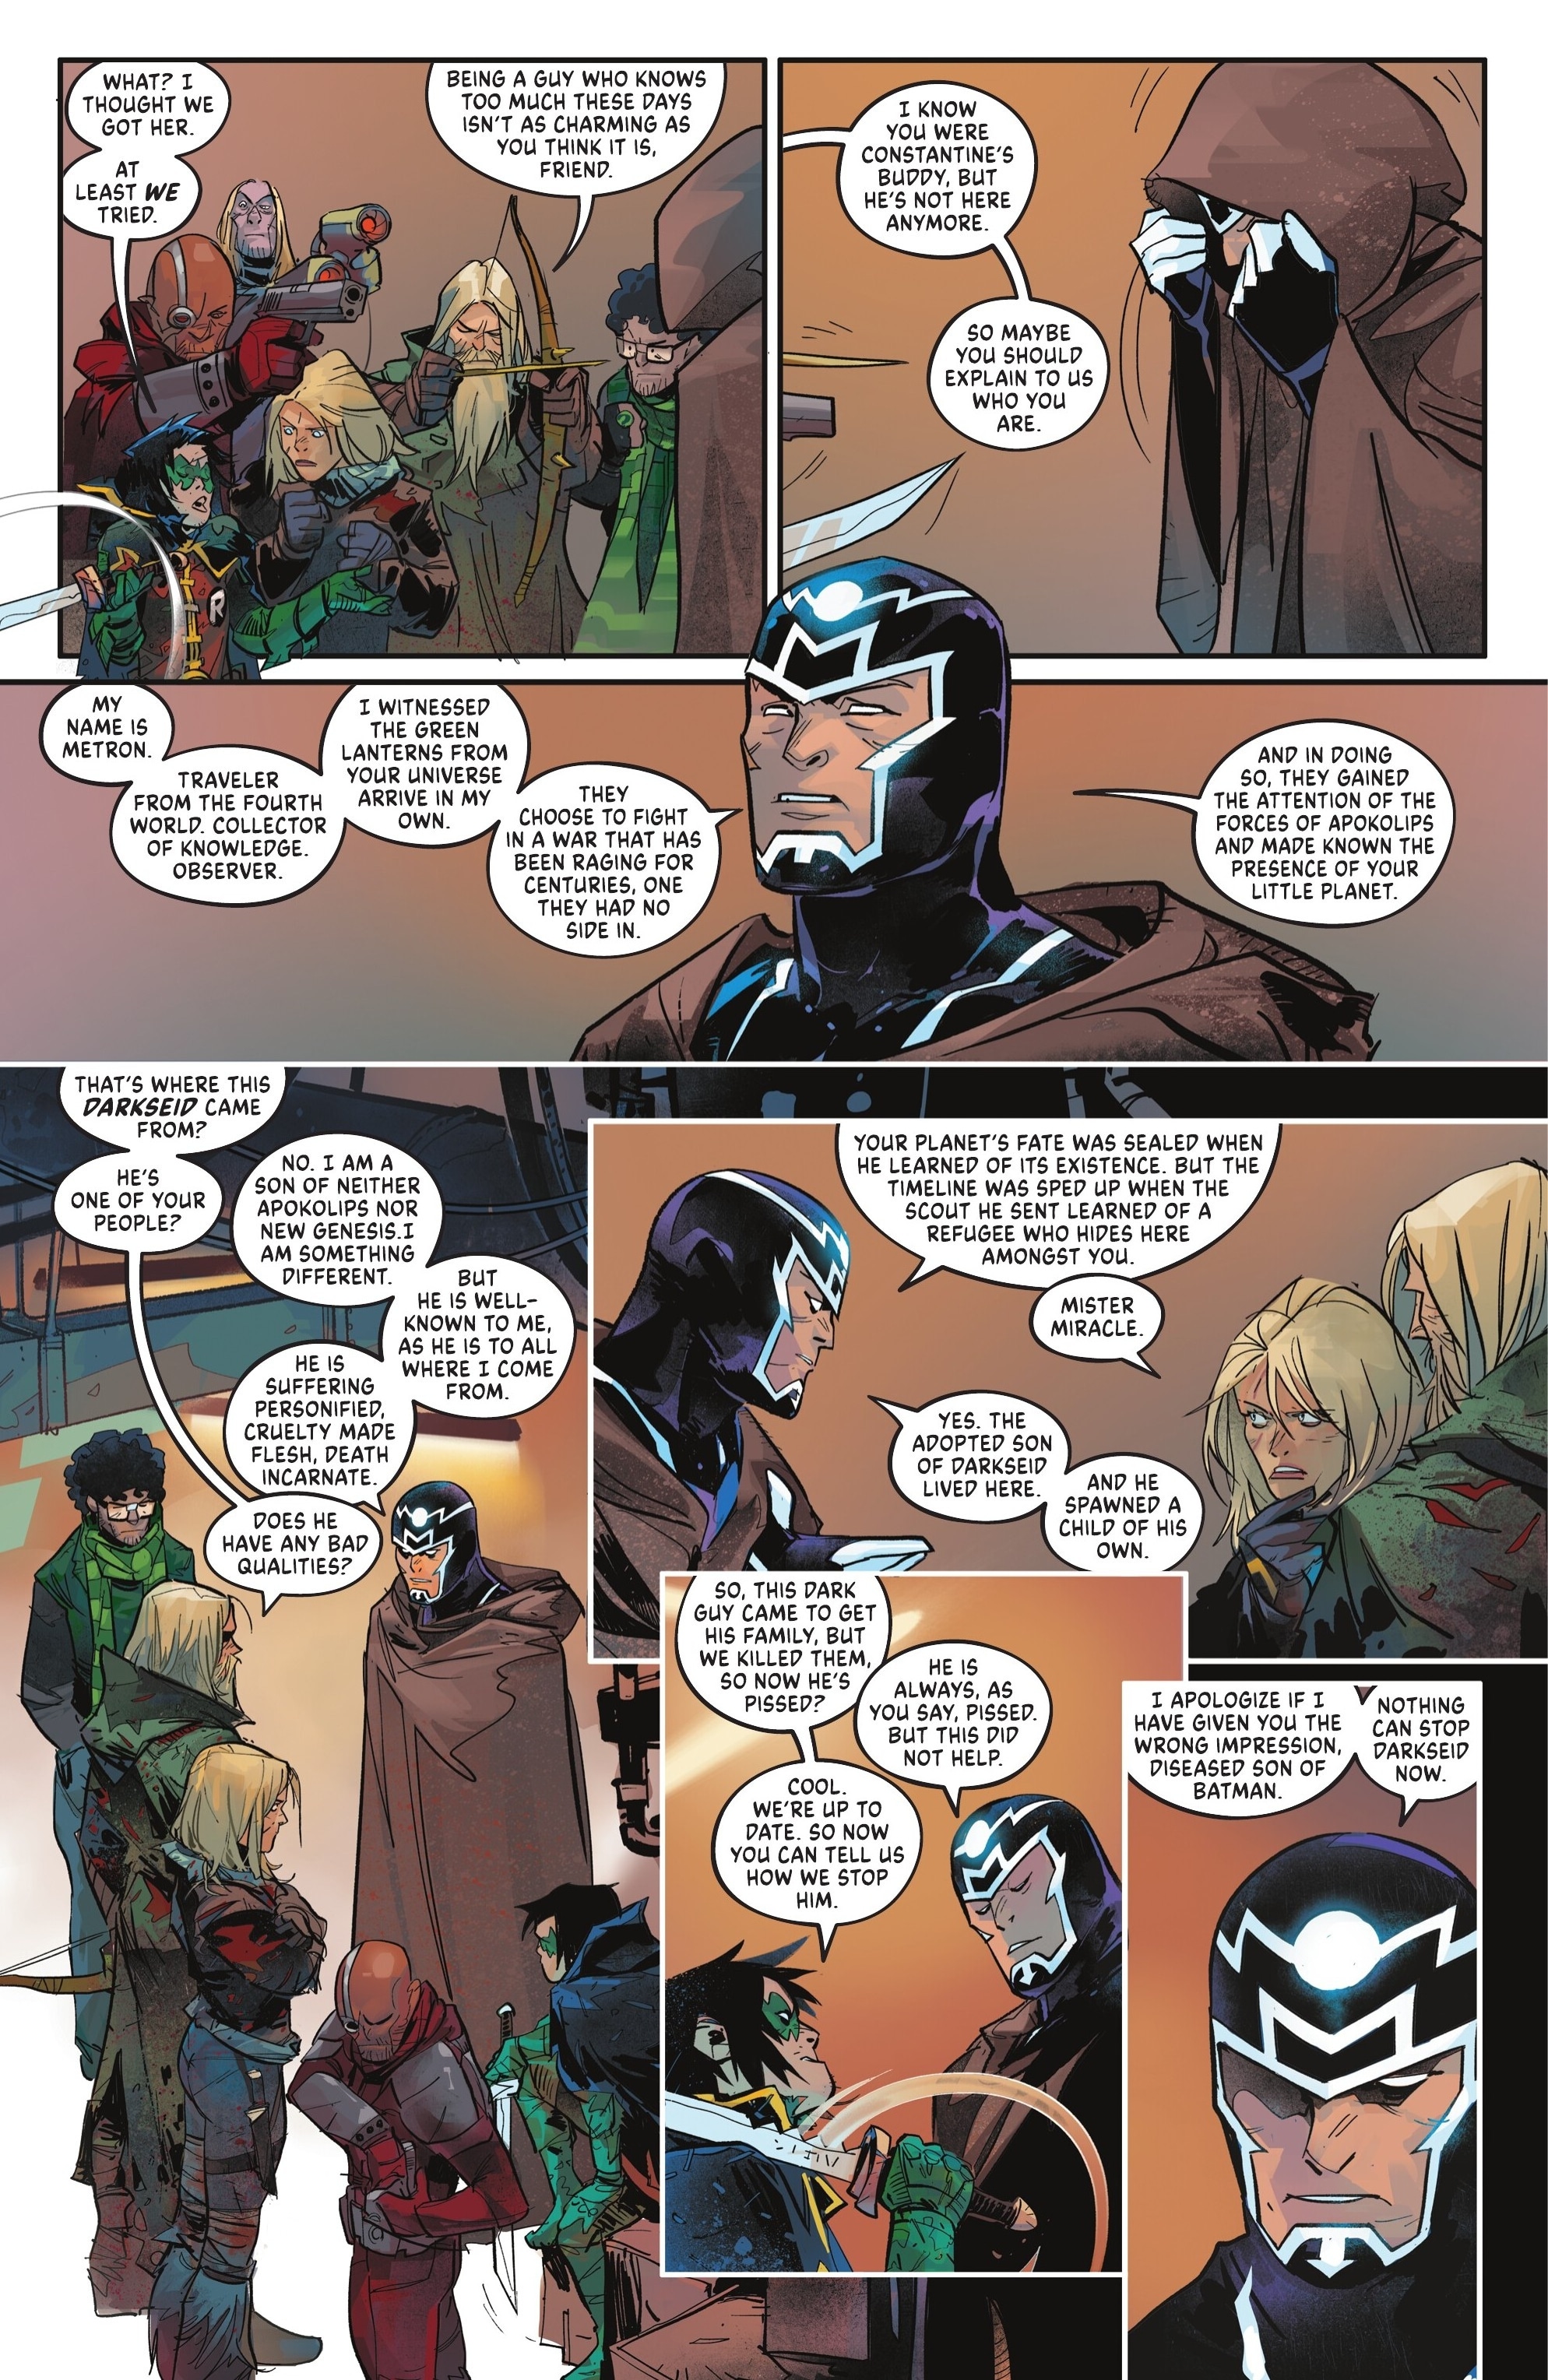 WHAT? I
THOUGHT WE
GOT HER.
AT
LEAST WE
TRIED.
BEING A GUY WHO KNOWS
TOO MUCH THESE DAYS
ISN'T AS CHARMING AS
YOU THINK IT IS,
FRIEND.
R
I KNOW
YOU WERE
CONSTANTINE'S
BUDDY, BUT
HE'S NOT HERE
ANYMORE.
SO MAYBE
YOU SHOULD
EXPLAIN TO US
WHO YOU
ARE.
MY
NAME IS
METRON.
TRAVELER
FROM THE FOURTH
WORLD. COLLECTOR
OF KNOWLEDGE.
OBSERVER.
I WITNESSED
THE GREEN
LANTERNS FROM
YOUR UNIVERSE
ARRIVE IN MY
OWN.
THEY
CHOOSE TO FIGHT
IN A WAR THAT HAS
BEEN RAGING FOR
CENTURIES, ONE
THEY HAD NO
SIDE IN.
AND IN DOING
SO, THEY GAINED
THE ATTENTION OF THE
FORCES OF APOKOLIPS
AND MADE KNOWN THE
PRESENCE OF YOUR
LITTLE PLANET.
THAT'S WHERE THIS
DARKSEID CAME
FROM?
HE'S
ONE OF YOUR
PEOPLE?
NO. I AM A
SON OF NEITHER
APOKOLIPS NOR
NEW GENESIS.I
AM SOMETHING
DIFFERENT.
BUT
HE IS WELL-
KNOWN TO ME,
AS HE IS TO ALL
WHERE I COME
FROM.
HE IS
SUFFERING
PERSONIFIED,
CRUELTY MADE
FLESH, DEATH
INCARNATE.
DOES HE
HAVE ANY BAD
QUALITIES?
YOUR PLANET'S FATE WAS SEALED WHEN
HE LEARNED OF ITS EXISTENCE. BUT THE
TIMELINE WAS SPED UP WHEN THE
SCOUT HE SENT LEARNED OF A
REFUGEE WHO HIDES HERE
AMONGST YOU.
MISTER
MIRACLE.
YES. THE
ADOPTED SON
OF DARKSEID
LIVED HERE.
AND HE
SPAWNED A
CHILD OF HIS
OWN.
SO, THIS DARK
GUY CAME TO GET
HIS FAMILY, BUT
WE KILLED THEM,
SO NOW HE'S
PISSED?
HE IS
ALWAYS, AS
YOU SAY, PISSED.
BUT THIS DID
NOT HELP.
COOL.
WE'RE UP TO
DATE. SO NOW
YOU CAN TELL US
HOW WE STOP
HIM.
I APOLOGIZE IF I
HAVE GIVEN YOU THE
WRONG IMPRESSION,
DISEASED SON OF
BATMAN.
NOTHING
CAN STOP
DARKSEID
NOW.